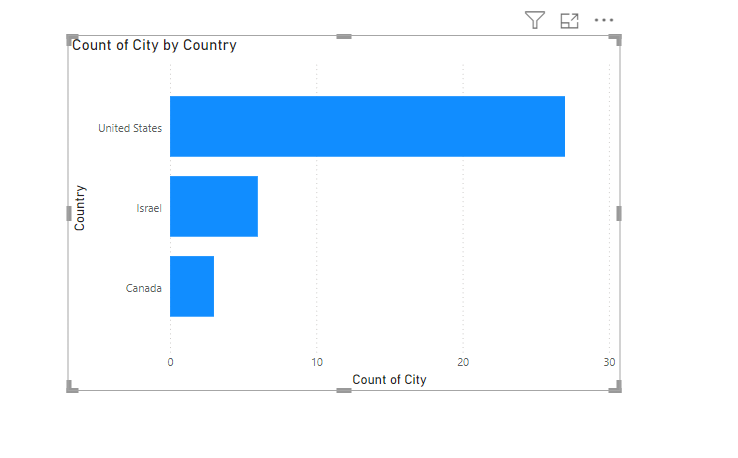 Count of City by Country
United States
Israel
Canada
Country
0 10 20 30
Count of City